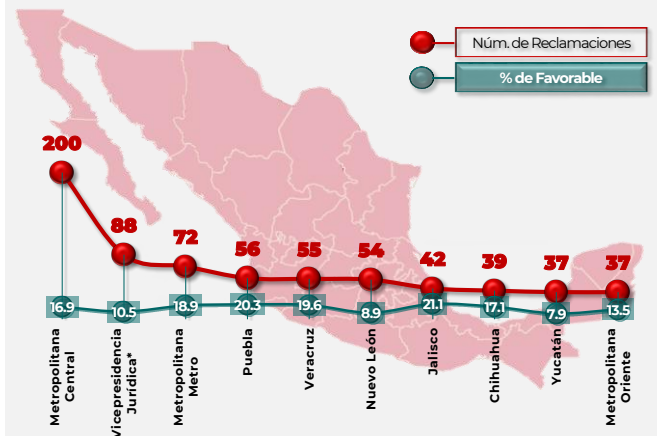 Núm. de Reclamaciones
% de Favorable
200
88
72
56
55
54
42
39
37
37
16.9
10.5
18.9
20.3
19.6
8.9
21.1
17.1
7.9
13.5
Metropolitana
Central
Vicepresidencia
Jurídica*
Metropolitana
Metro
Puebla
Veracruz
Nuevo León
Jalisco
Chihuahua
Yucatán
Metropolitana
Oriente